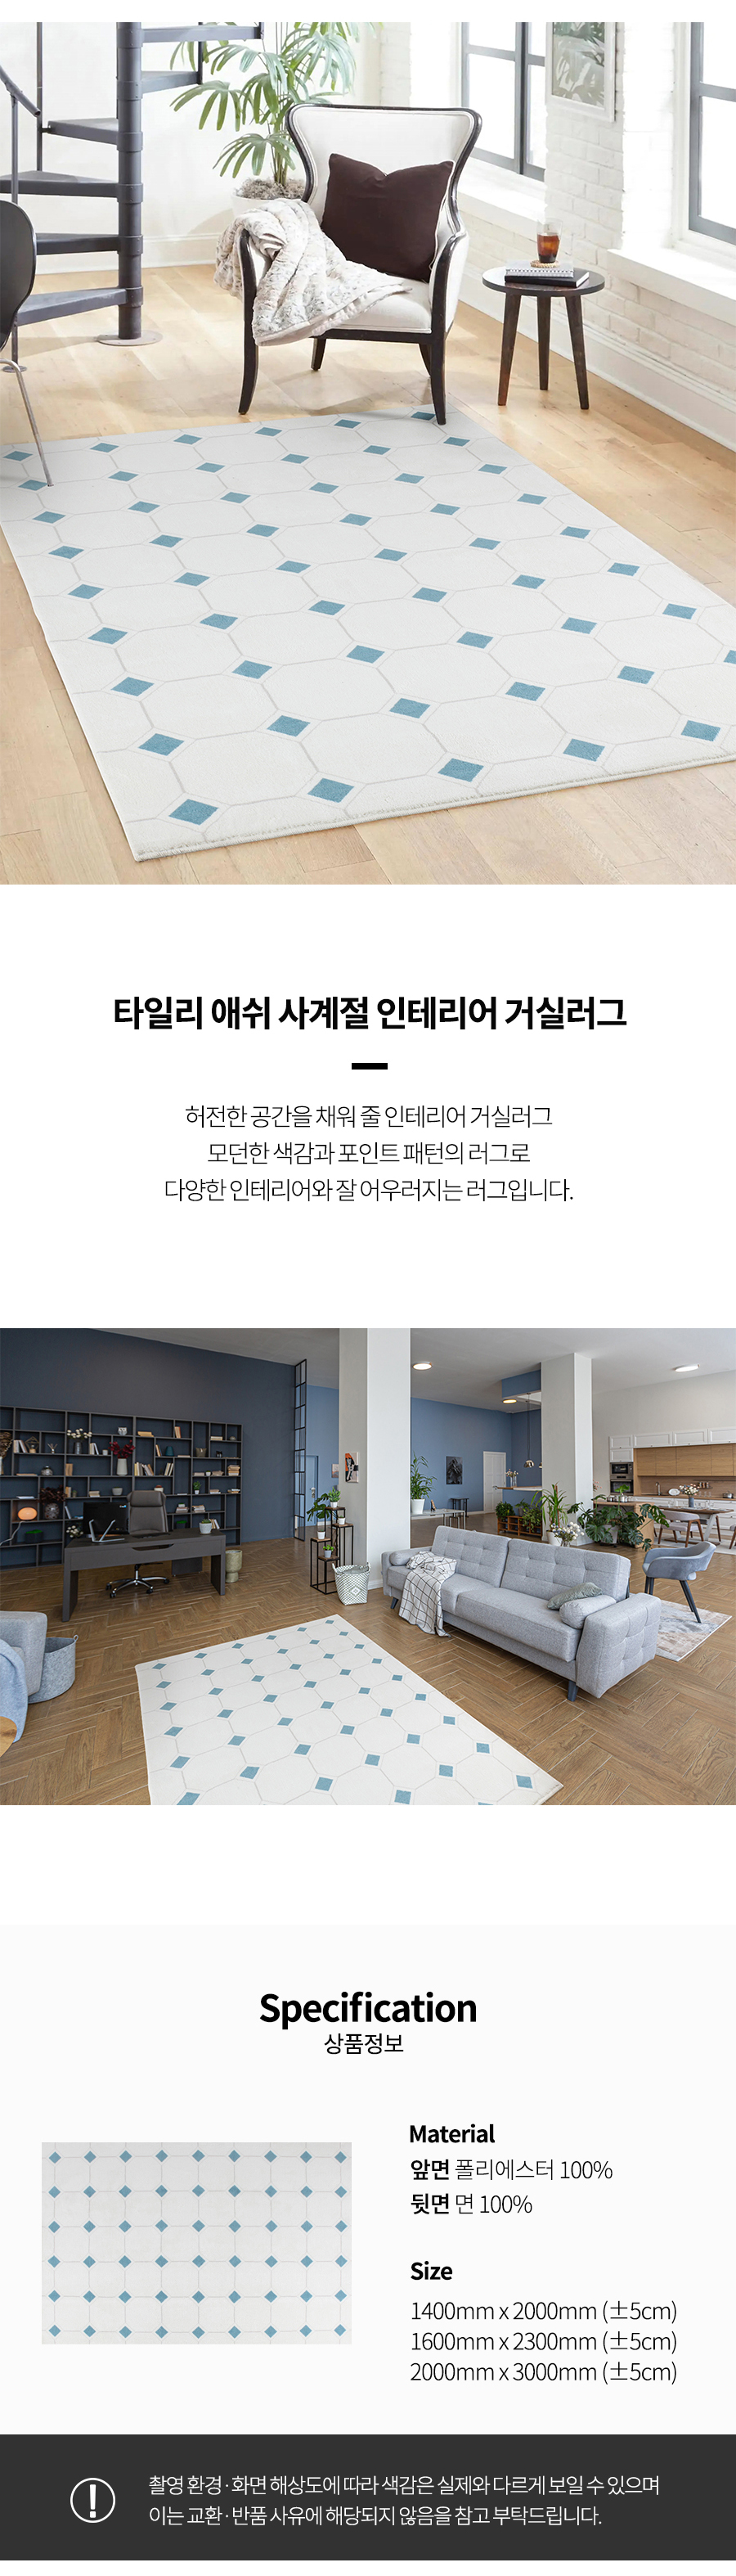 타일리 애쉬 사계절 인테리어 거실러그
허전한 공간을 채워 줄 인테리어 거실러그
모던한 색감과 포인트 패턴의 러그로
다양한 인테리어와 잘 어우러지는 러그입니다.
Specification
상품정보
Material
앞면 폴리에스터 100%
뒷면 면 100%
Size
1400mm x 2000mm (±5cm)
1600mm x 2300mm (±5cm)
2000mm x 3000mm (±5cm)
촬영 환경·화면 해상도에 따라 색감은 실제와 다르게 보일 수 있으며
이는 교환·반품 사유에 해당되지 않음을 참고 부탁드립니다.